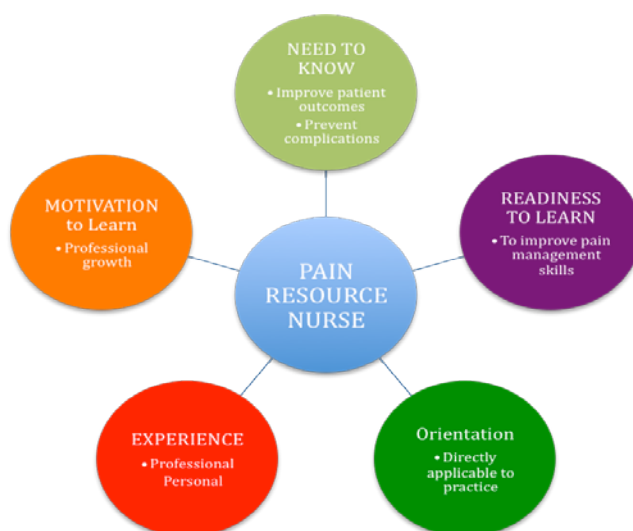 NEED TO
KNOW
• Improve patient
outcomes
• Prevent
complications
MOTIVATION
to Learn
• Professional
growth
READINESS
TO LEARN
• To improve pain
management
skills
PAIN
RESOURCE
NURSE
EXPERIENCE
• Professional
Personal
Orientation
• Directly
applicable to
practice